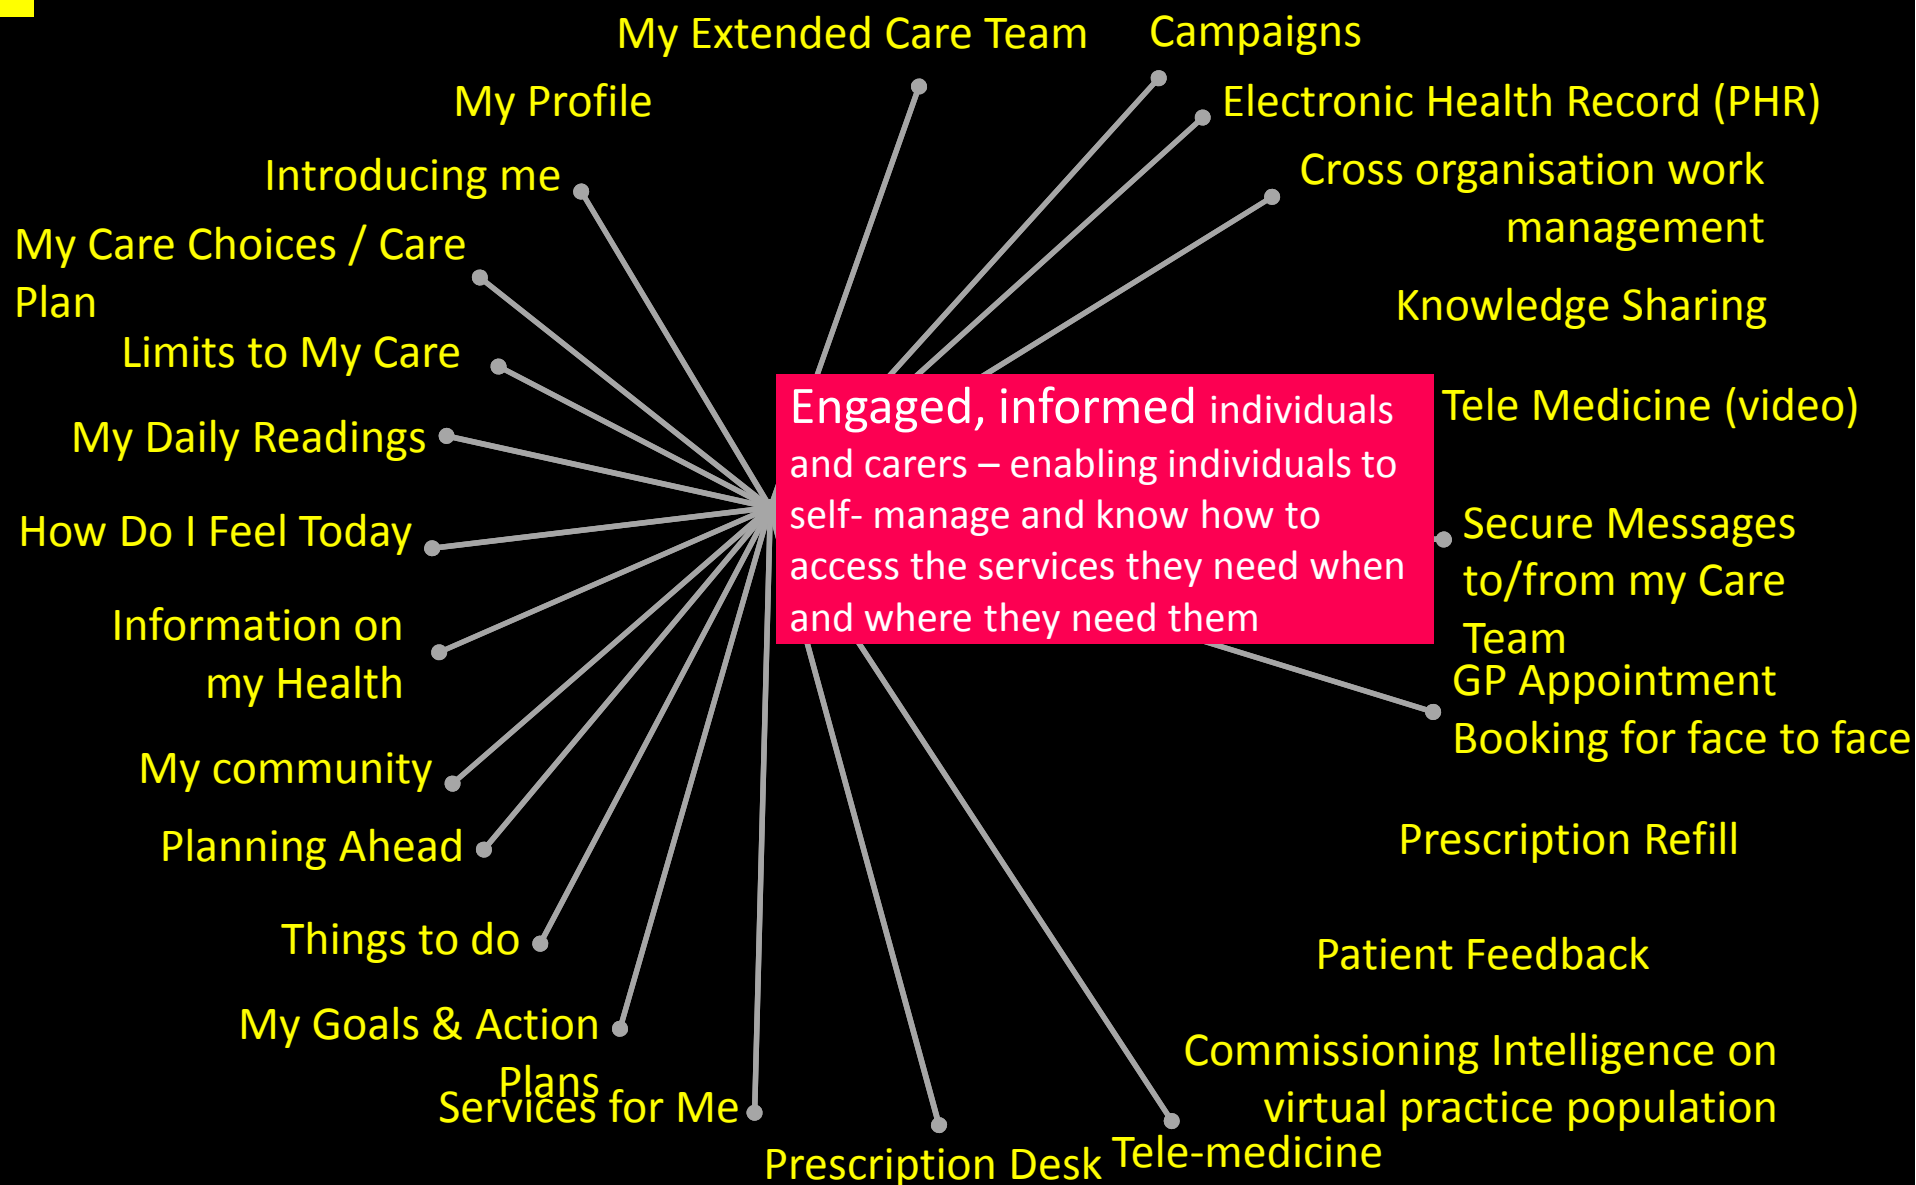 My Extended Care Team
Campaigns
My Profile
Electronic Health Record (PHR)
Introducing me
Cross organisation work
management
My Care Choices / Care
Plan
Knowledge Sharing
Limits to My Care
Engaged, informed individuals
and carers – enabling individuals to
self- manage and know how to
access the services they need when
and where they need them
Tele Medicine (video)
My Daily Readings
How Do I Feel Today
Secure Messages
to/from my Care
Team
Information on
my Health
GP Appointment
Booking for face to face
My community
Planning Ahead
Prescription Refill
Things to do
Patient Feedback
My Goals & Action
Plans
Commissioning Intelligence on
virtual practice population
Services for Me
Prescription Desk
Tele-medicine